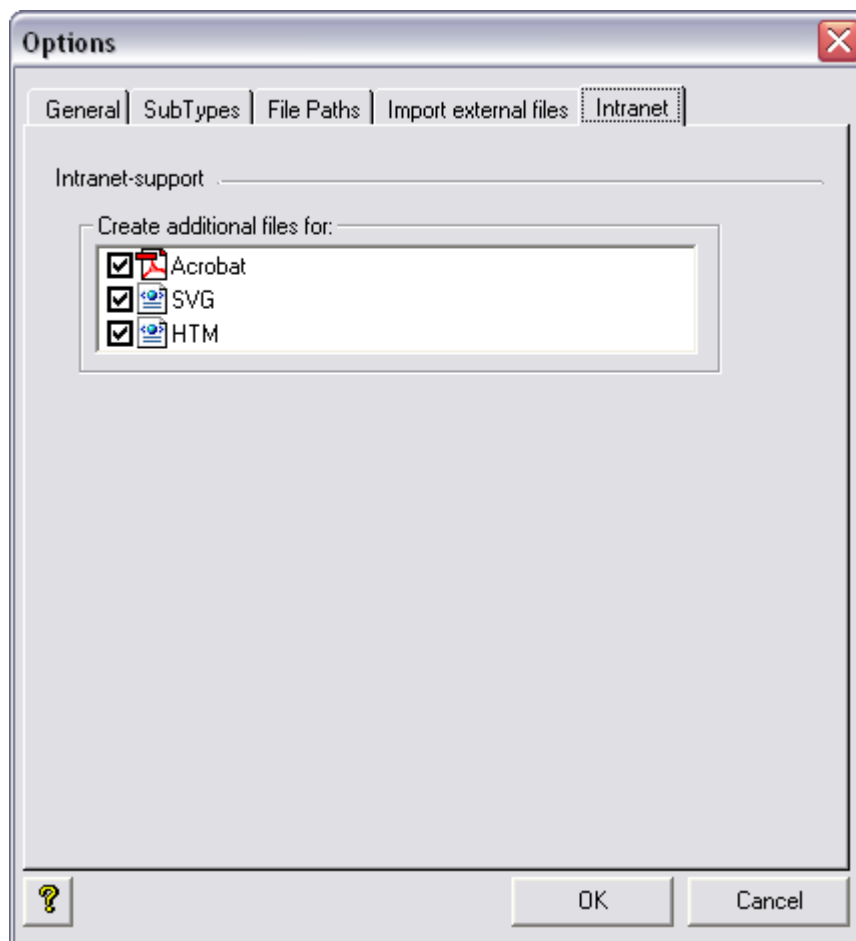 Options
General SubTypes File Paths Import external files Intranet
Intranet-support
Create additional files for:
Acrobat
SVG
HTM
OK Cancel